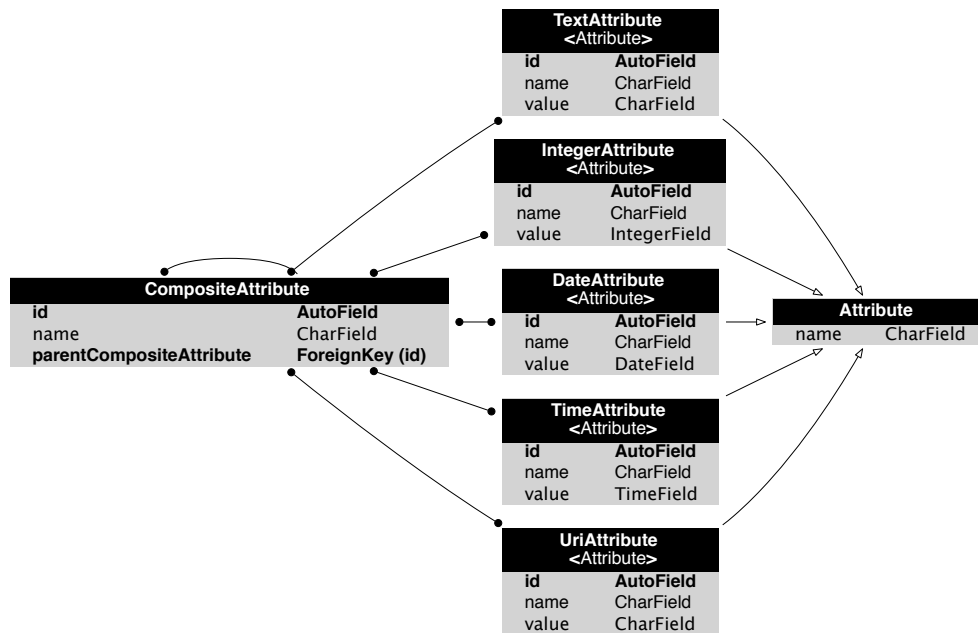 TextAttribute
<Attribute>
id AutoField
name CharField
value CharField
IntegerAttribute
<Attribute>
id AutoField
name CharField
value IntegerField
CompositeAttribute
id AutoField
name CharField
parentCompositeAttribute ForeignKey (id)
DateAttribute
<Attribute>
id AutoField
name CharField
value DateField
Attribute
name CharField
TimeAttribute
<Attribute>
id AutoField
name CharField
value TimeField
UriAttribute
<Attribute>
id AutoField
name CharField
value CharField